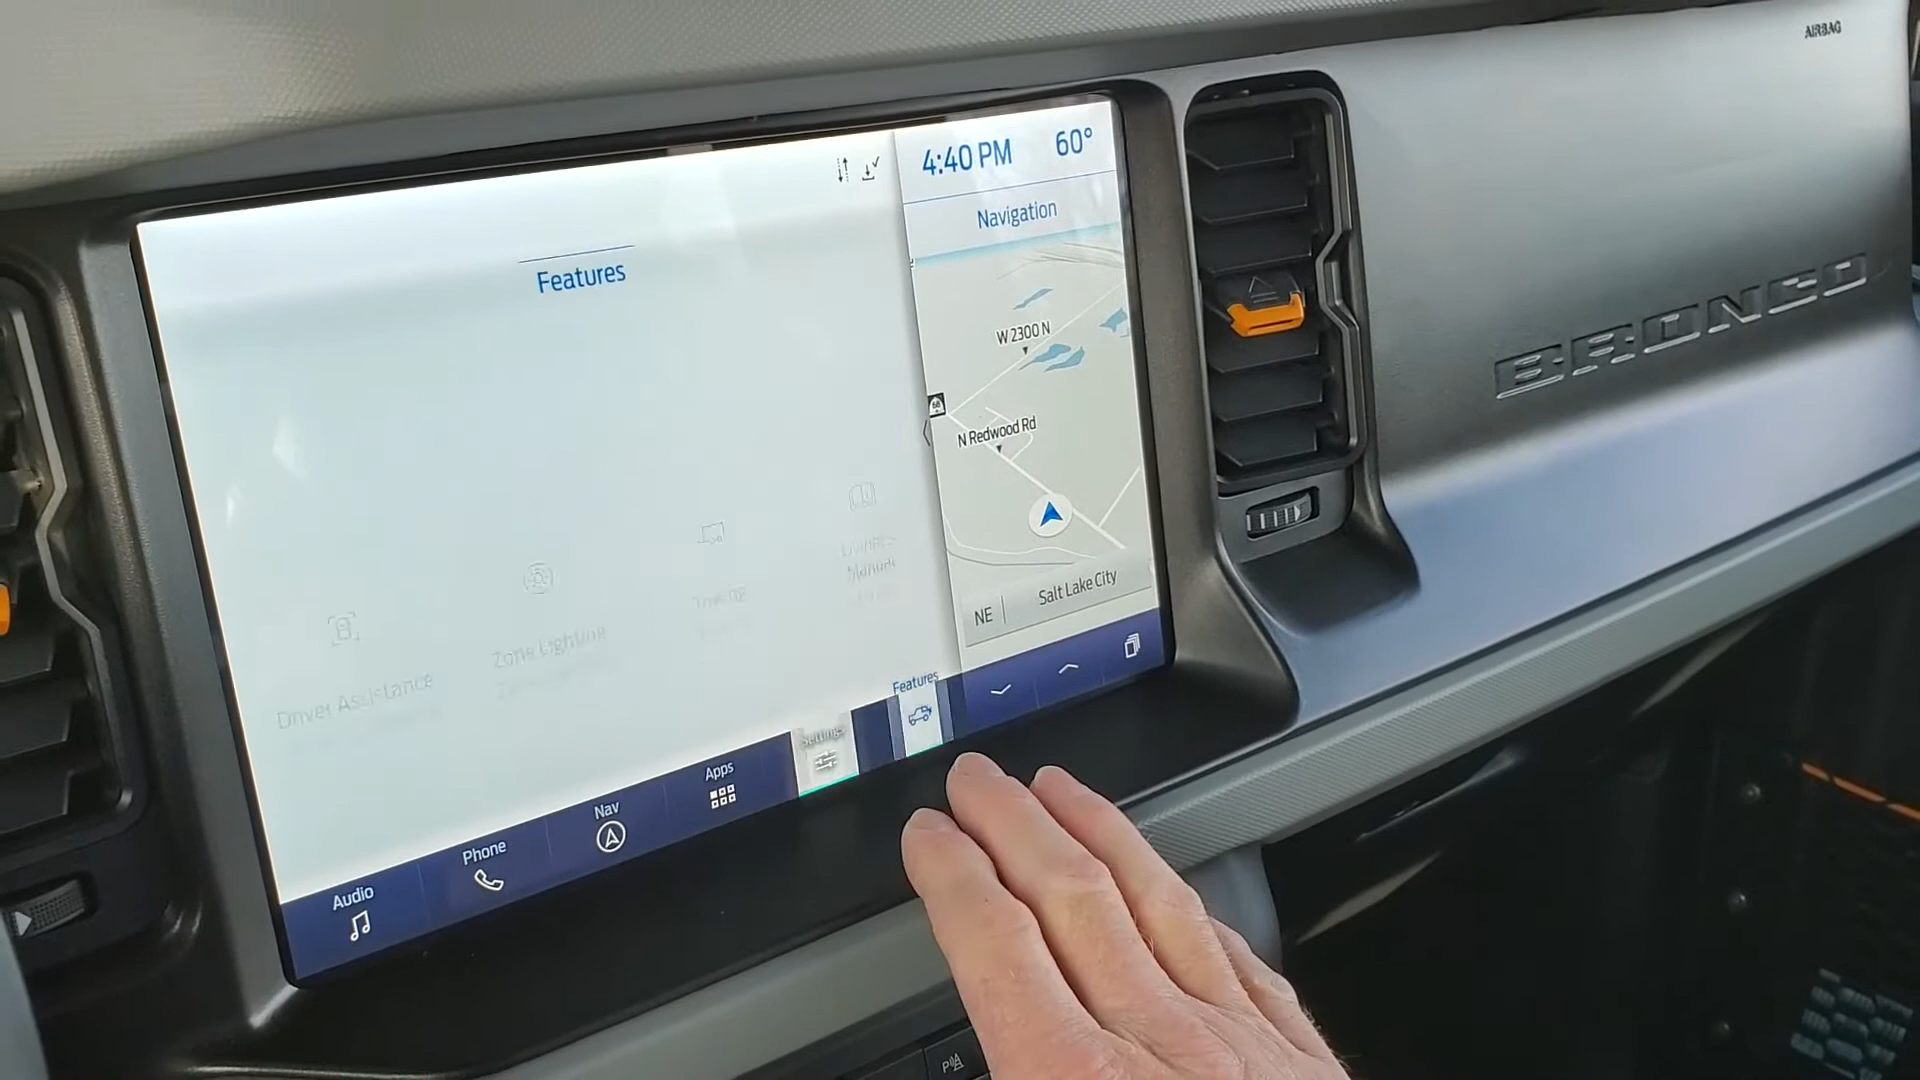 AIRBAG
4:40 PM
60°
Navigation
Features
W 2300 N
68
N Redwood Rd
NE
Salt Lake City
Driver Assistance
Zone Lighting
Features
Settings
Apps
Nav
Phone
Audio
BRONCO